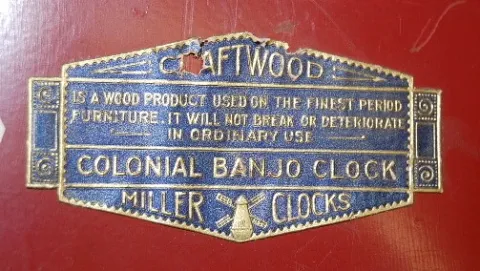 CRAFTWOOD
IS A WOOD PRODUCT USED ON THE FINEST PERIOD
FURNITURE. IT WILL NOT BREAK OR DETERIORATE
IN ORDINARY USE
COLONIAL BANJO CLOCK
MILLER CLOCKS